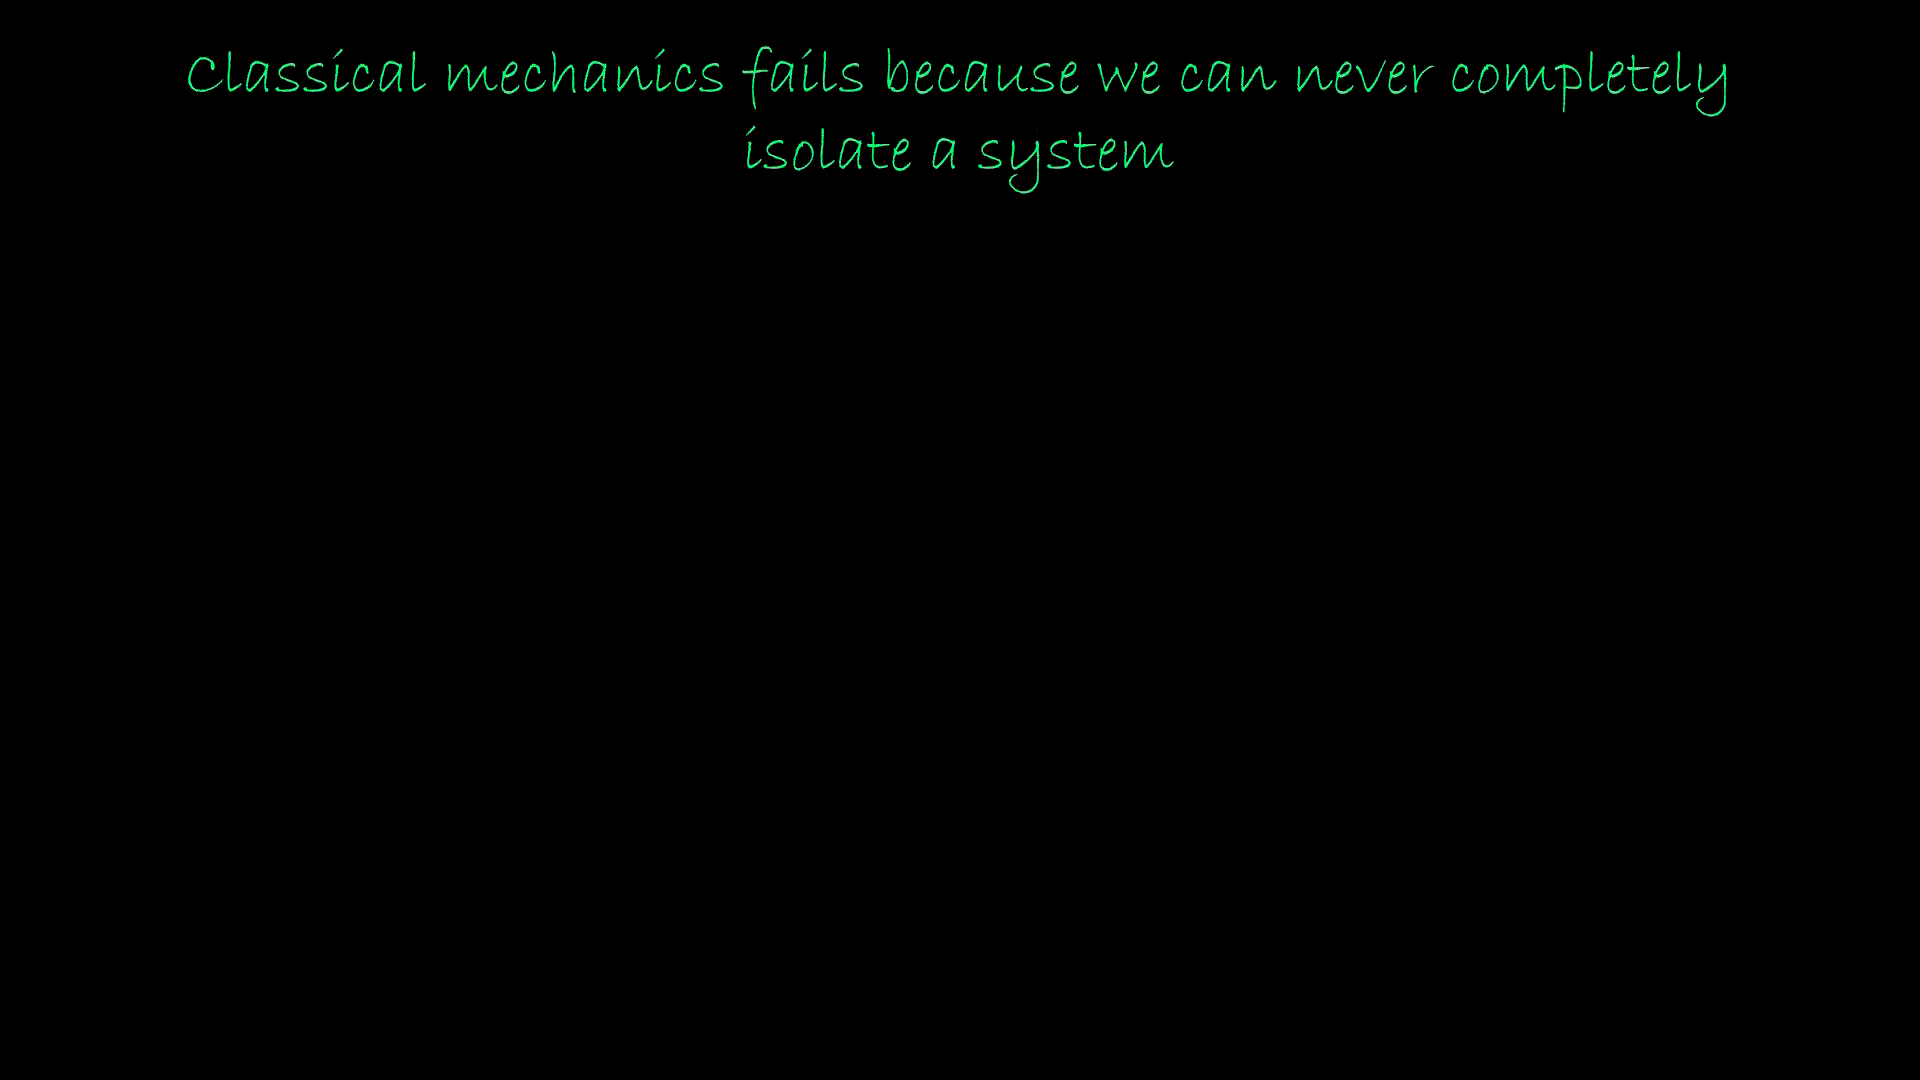 Classical mechanics fails because we can never completely
isolate a system